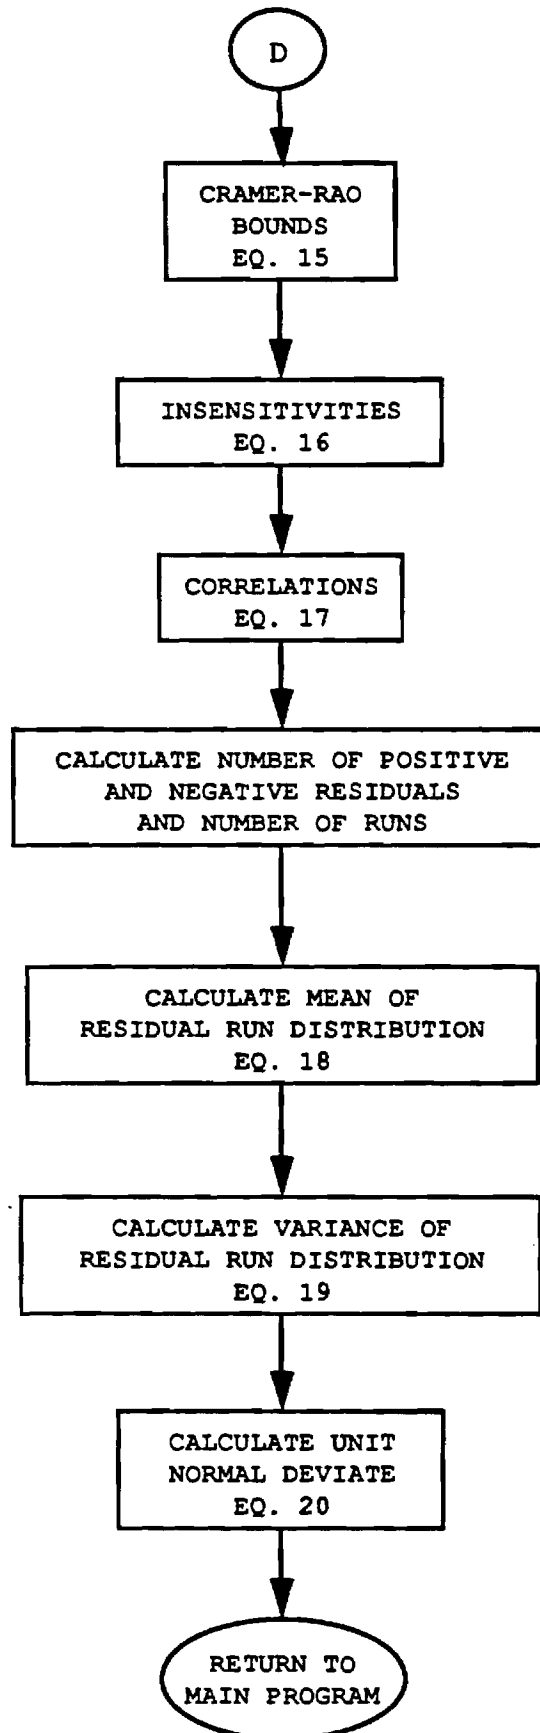 D
CRAMER-RAO
BOUNDS
EQ. 15
INSENSITIVITIES
EQ. 16
CORRELATIONS
EQ. 17
CALCULATE NUMBER OF POSITIVE
AND NEGATIVE RESIDUALS
AND NUMBER OF RUNS
CALCULATE MEAN OF
RESIDUAL RUN DISTRIBUTION
EQ. 18
CALCULATE VARIANCE OF
RESIDUAL RUN DISTRIBUTION
EQ. 19
CALCULATE UNIT
NORMAL DEVIATE
EQ. 20
RETURN TO
MAIN PROGRAM